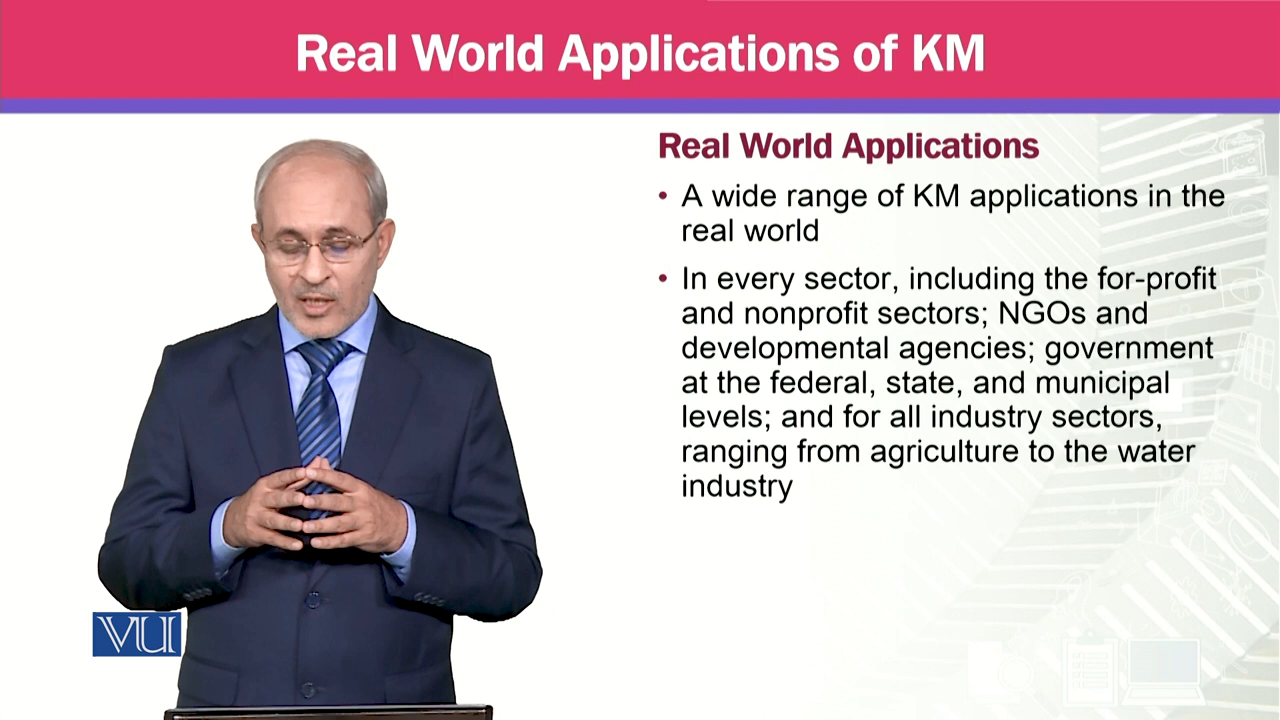 Real World Applications of KM
Real World Applications
• A wide range of KM applications in the
real world
• In every sector, including the for-profit
and nonprofit sectors; NGOs and
developmental agencies; government
at the federal, state, and municipal
levels; and for all industry sectors,
ranging from agriculture to the water
industry
VU